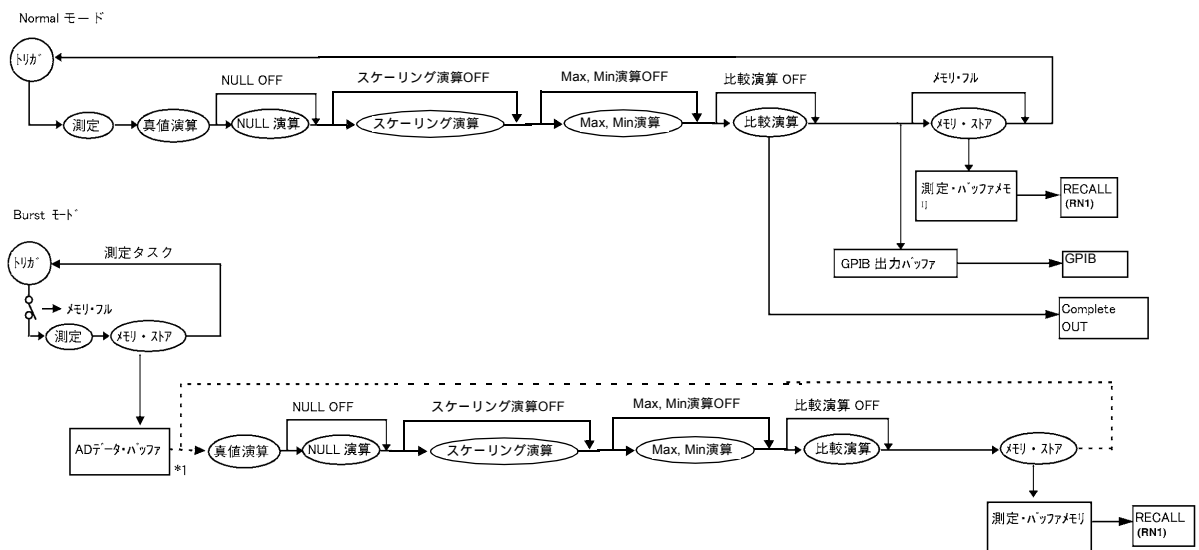 Normal モード
トリガ
NULL OFF
スケーリング演算OFF
Max, Min演算OFF
比較演算 OFF
メモリ・フル
測定
真値演算
NULL 演算
スケーリング演算
Max, Min演算
比較演算
メモリ・ストア
測定・バッファメモ
リ
RECALL
(RN1)
GPIB 出力バッファ
GPIB
Complete
OUT
Burst モード
トリガ
測定タスク
メモリ・フル
測定
メモリ・ストア
NULL OFF
スケーリング演算OFF
Max, Min演算OFF
比較演算 OFF
ADデータ・バッファ
*1
真値演算
NULL 演算
スケーリング演算
Max, Min演算
比較演算
メモリ・ストア
測定・バッファメモリ
RECALL
(RN1)